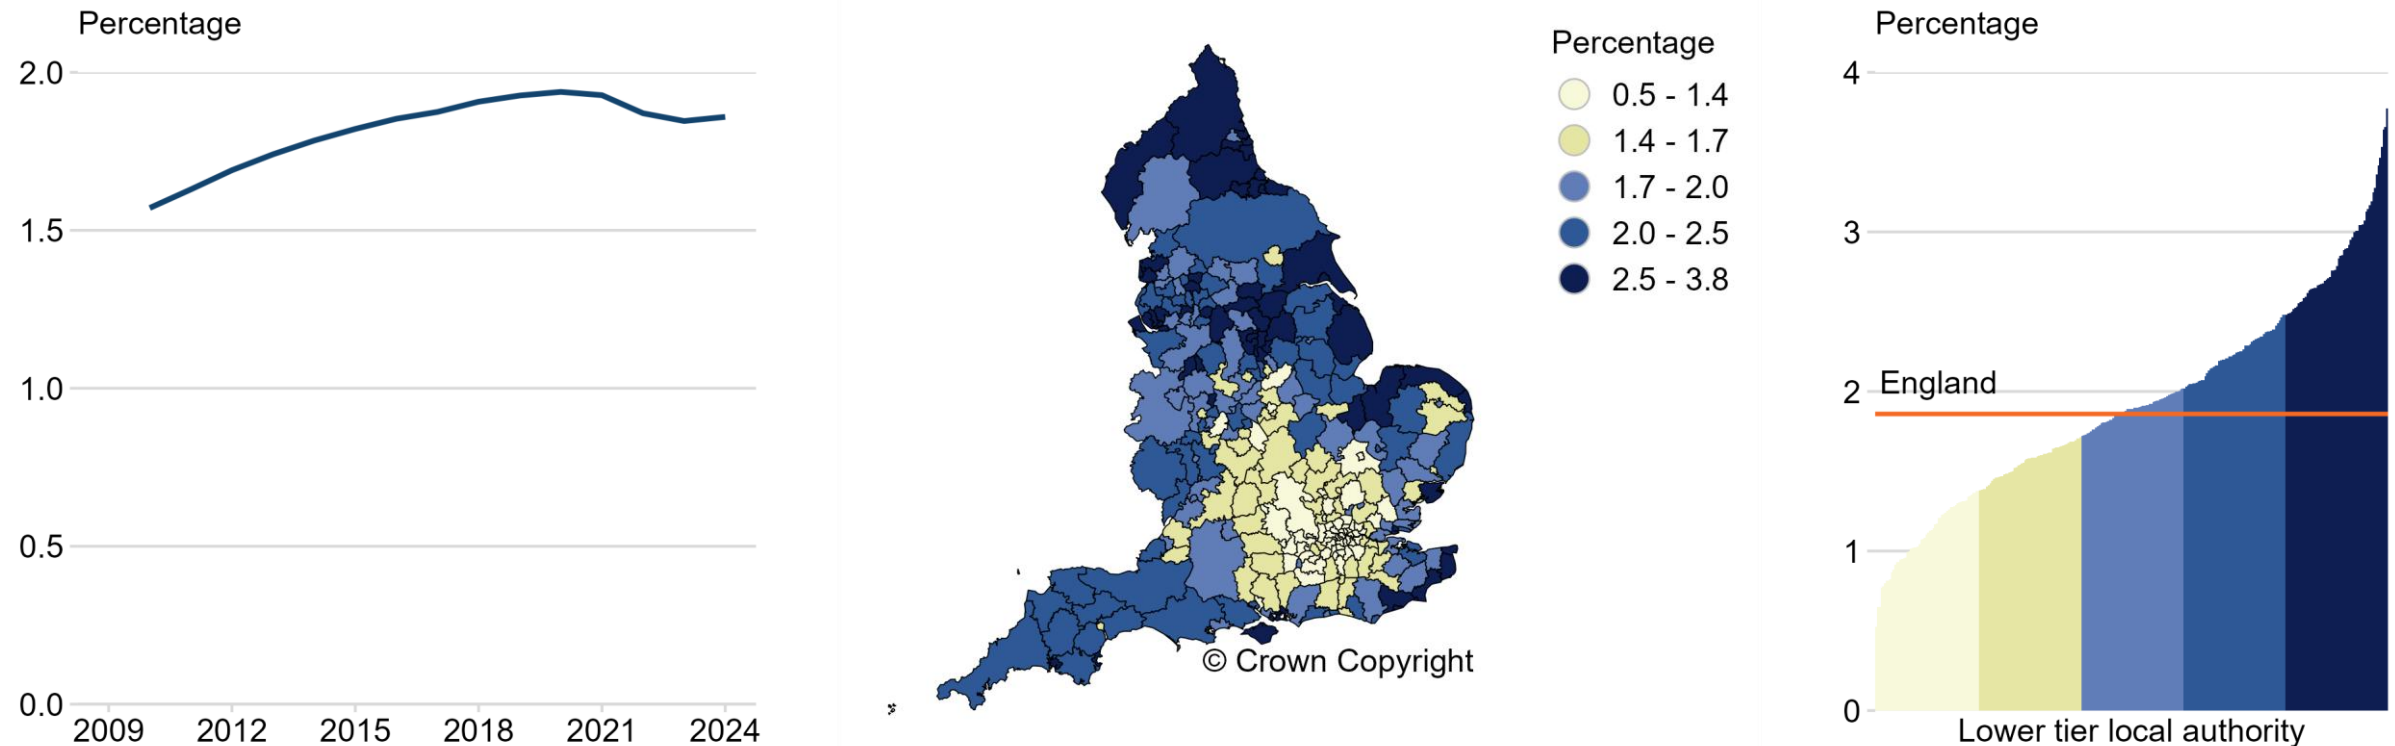 Percentage
2.0
1.5
1.0
0.5
0.0
2009 2012 2015 2018 2021 2024
© Crown Copyright
Percentage
0.5 - 1.4
1.4 - 1.7
1.7 - 2.0
2.0 - 2.5
2.5 - 3.8
Percentage
4
3
2
England
1
0
Lower tier local authority